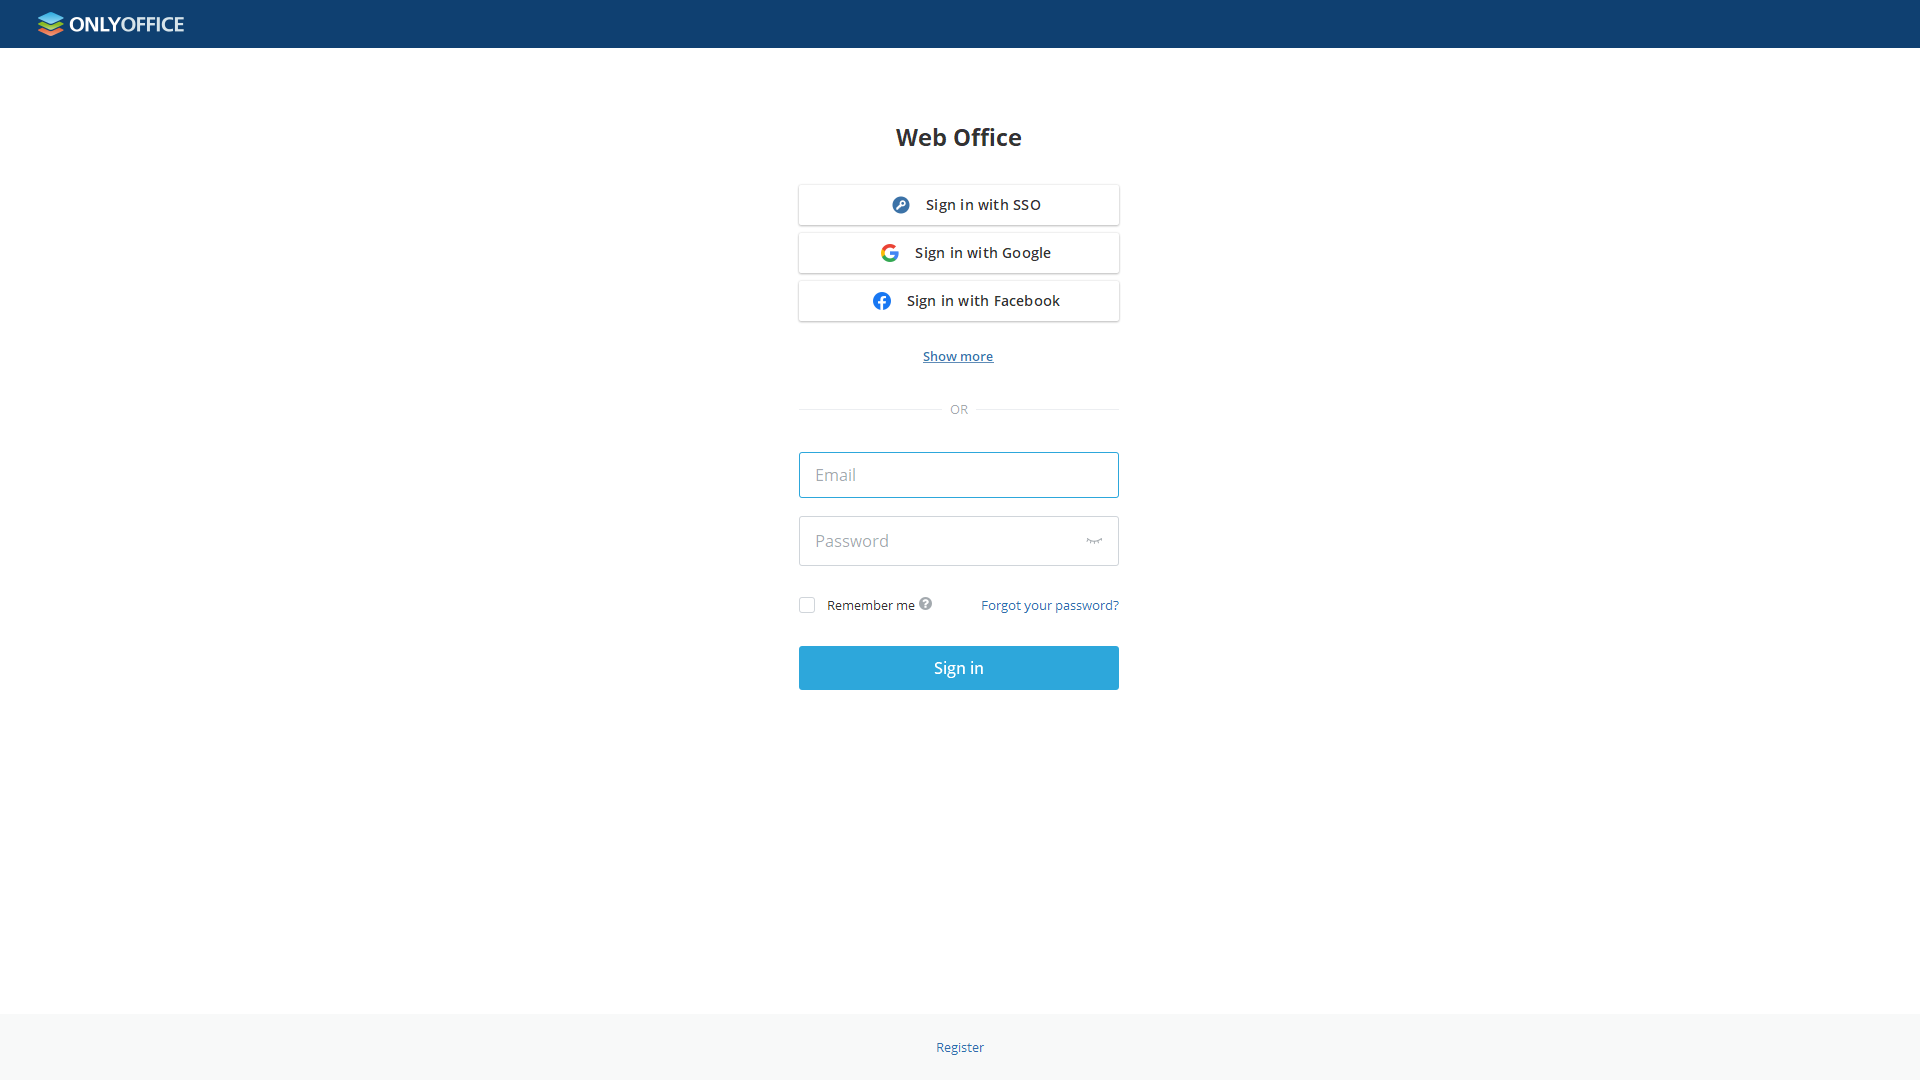 ONLYOFFICE
Web Office
Sign in with SSO
Sign in with Google
Sign in with Facebook
Show more
OR
Email
Password
Remember me ?
Forgot your password?
Sign in
Register